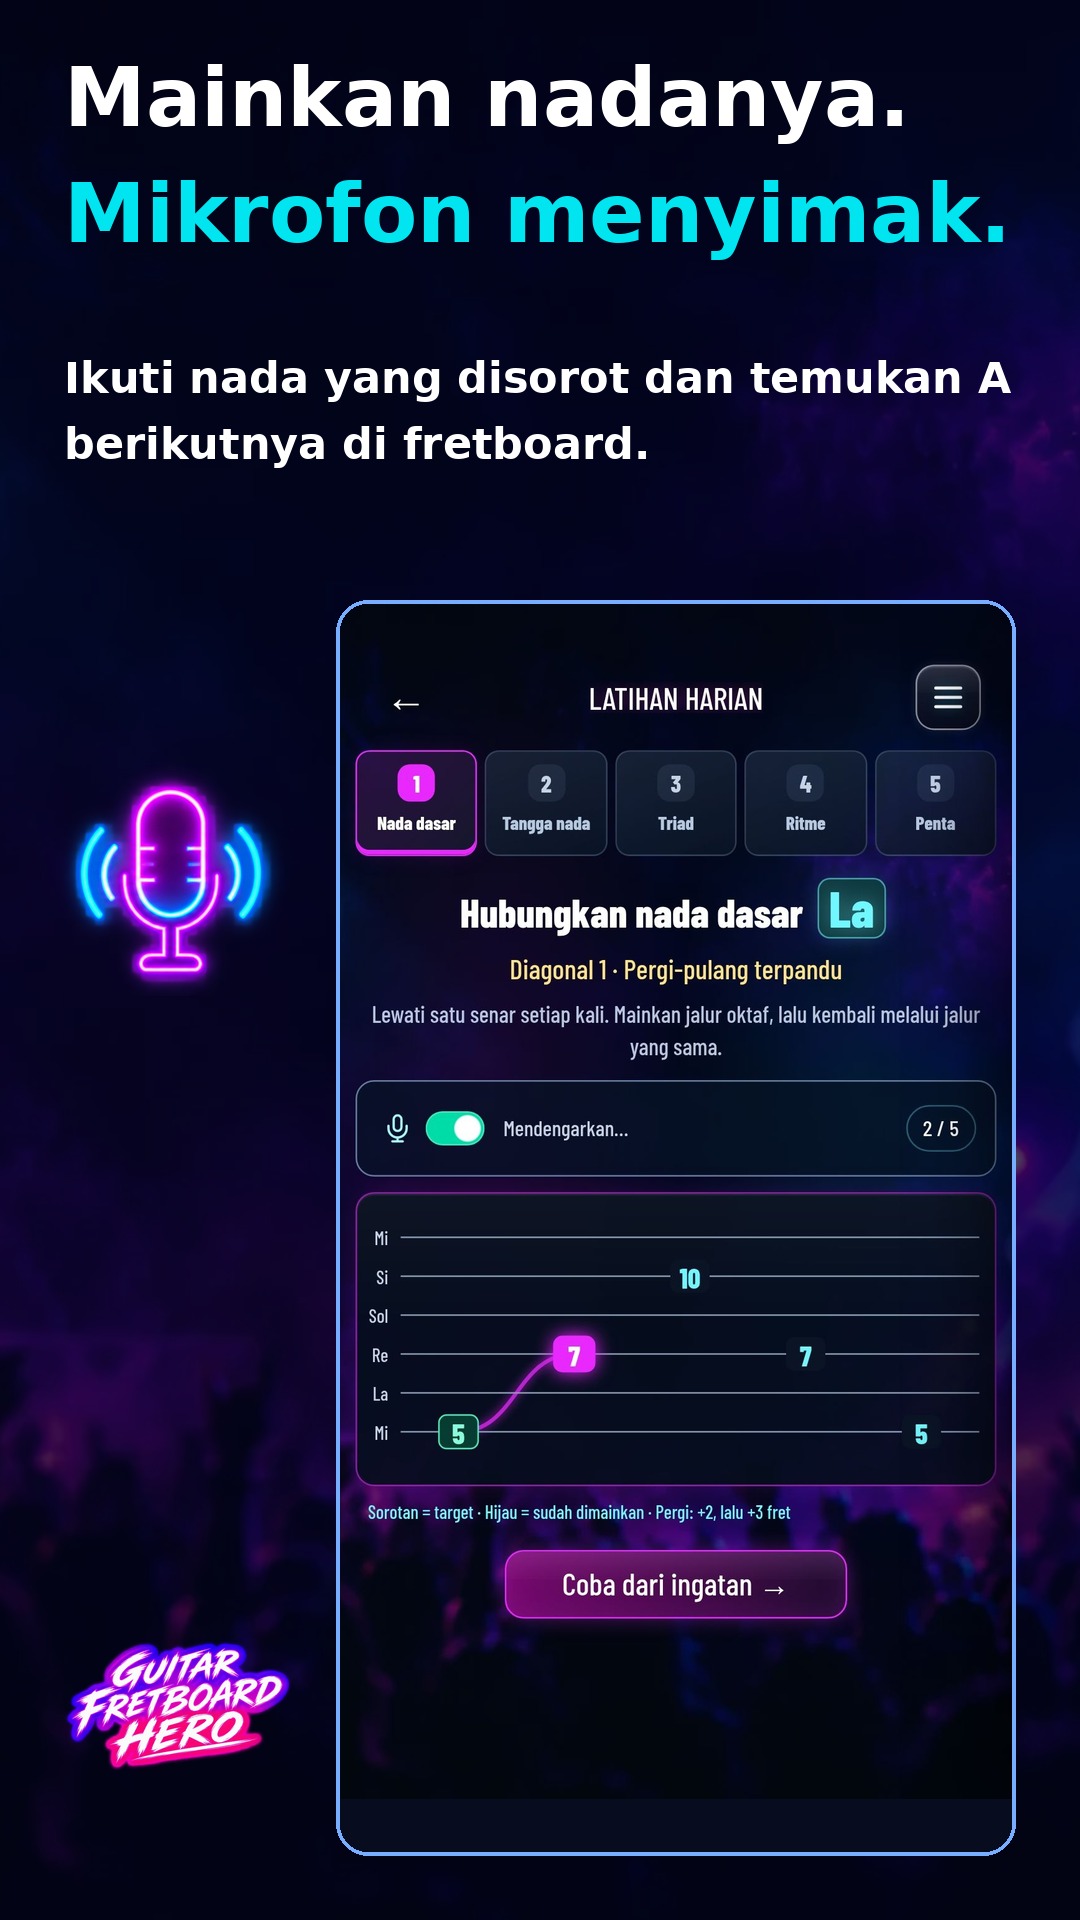 Mainkan nadanya.
Mikrofon menyimak.
Ikuti nada yang disorot dan temukan A
berikutnya di fretboard.
← LATIHAN HARIAN
1 2 3 4 5
Nada dasar Tangga nada Triad Ritme Penta
Hubungkan nada dasar La
Diagonal 1 · Pergi-pulang terpandu
Lewati satu senar setiap kali. Mainkan jalur oktaf, lalu kembali melalui jalur
yang sama.
Mendengarkan... 2 / 5
Mi
Si 10
Sol
Re 7 7
La
Mi 5 5
Sorotan = target · Hijau = sudah dimainkan · Pergi: +2, lalu +3 fret
Coba dari ingatan →
GUITAR
FRETBOARD
HERO